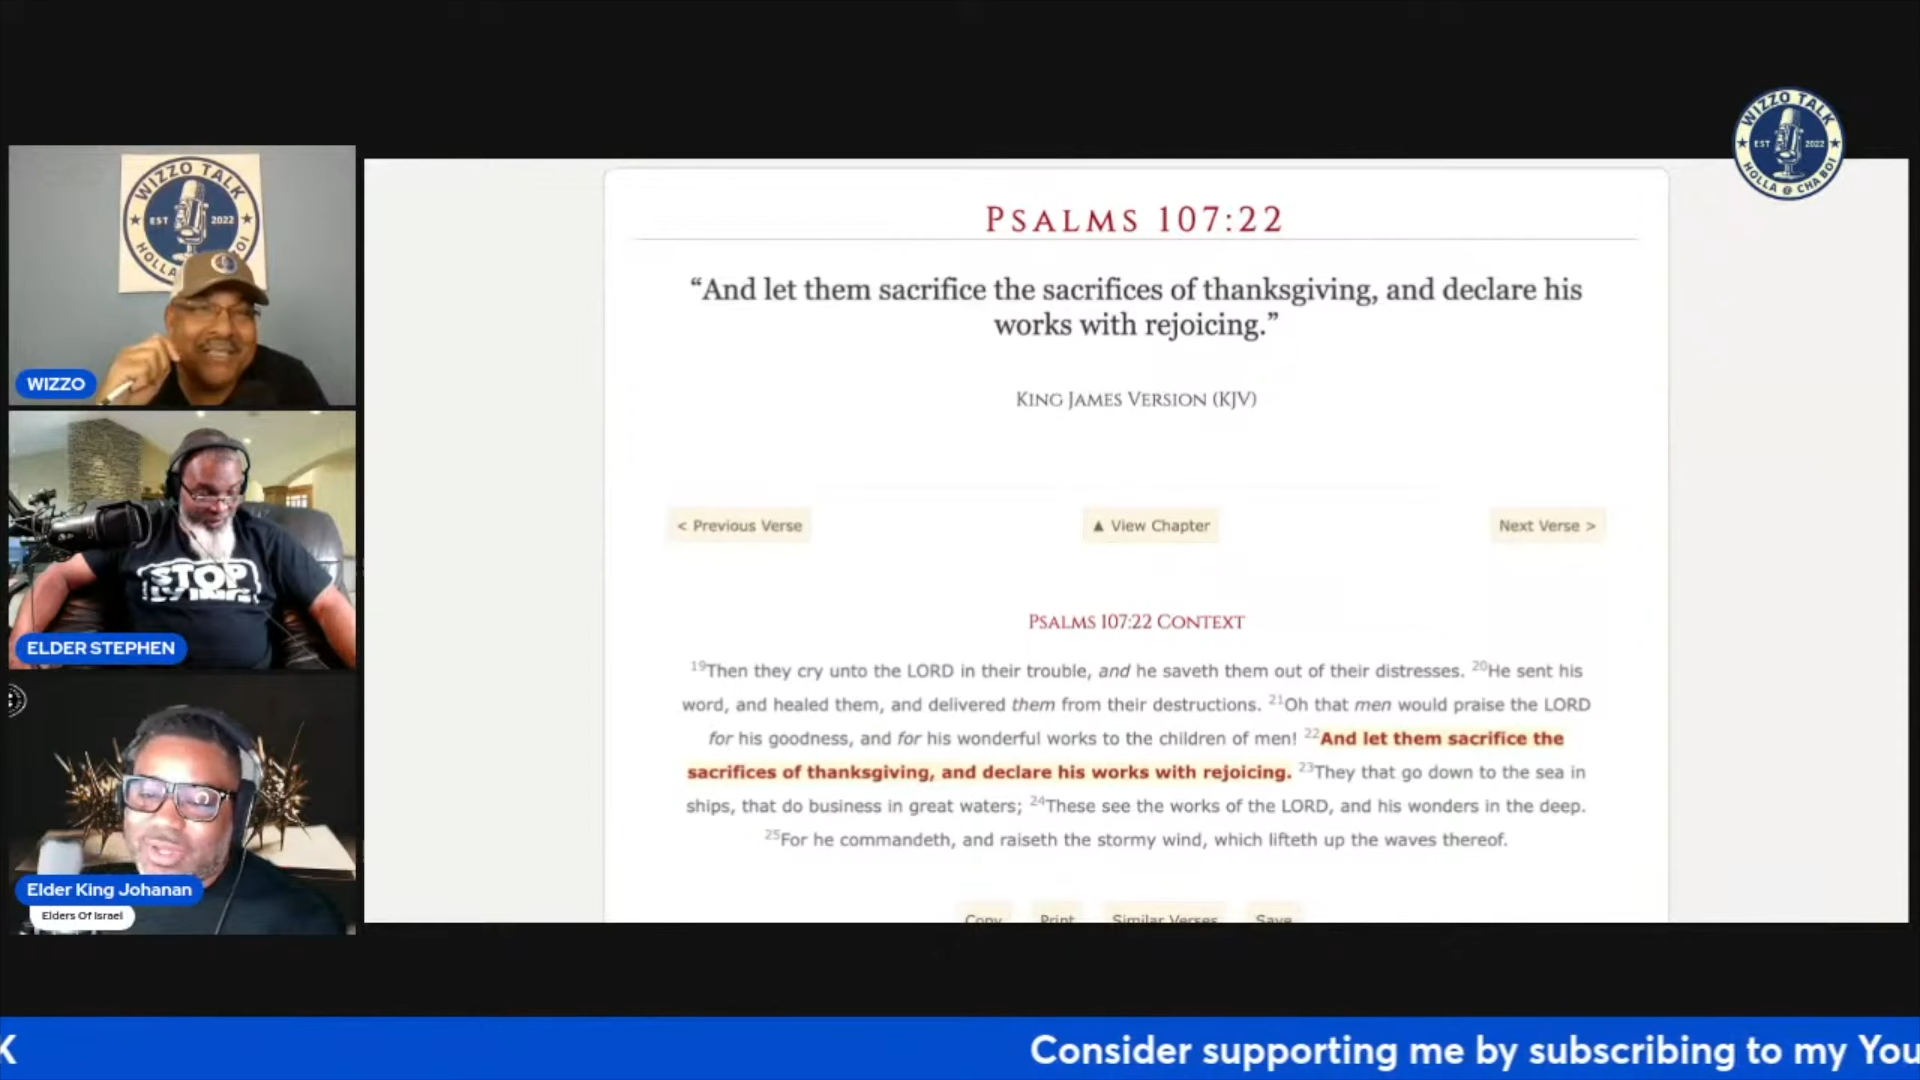 WIZZO TALK
EST 2022
HOLLA @ CHA BOI
WIZZO TALK
EST 2022
HOLLA
BOI
WIZZO
STOP
LYING
ELDER STEPHEN
Elder King Johanan
Elders Of Israel
PSALMS 107:22
“And let them sacrifice the sacrifices of thanksgiving, and declare his
works with rejoicing.”
KING JAMES VERSION (KJV)
< Previous Verse
▲ View Chapter
Next Verse >
PSALMS 107:22 CONTEXT
19Then they cry unto the LORD in their trouble, and he saveth them out of their distresses. 20He sent his
word, and healed them, and delivered them from their destructions. 21Oh that men would praise the LORD
for his goodness, and for his wonderful works to the children of men! 22And let them sacrifice the
sacrifices of thanksgiving, and declare his works with rejoicing. 23They that go down to the sea in
ships, that do business in great waters; 24These see the works of the LORD, and his wonders in the deep.
25For he commandeth, and raiseth the stormy wind, which lifteth up the waves thereof.
Copy Print Similar Verses Save
K Consider supporting me by subscribing to my You